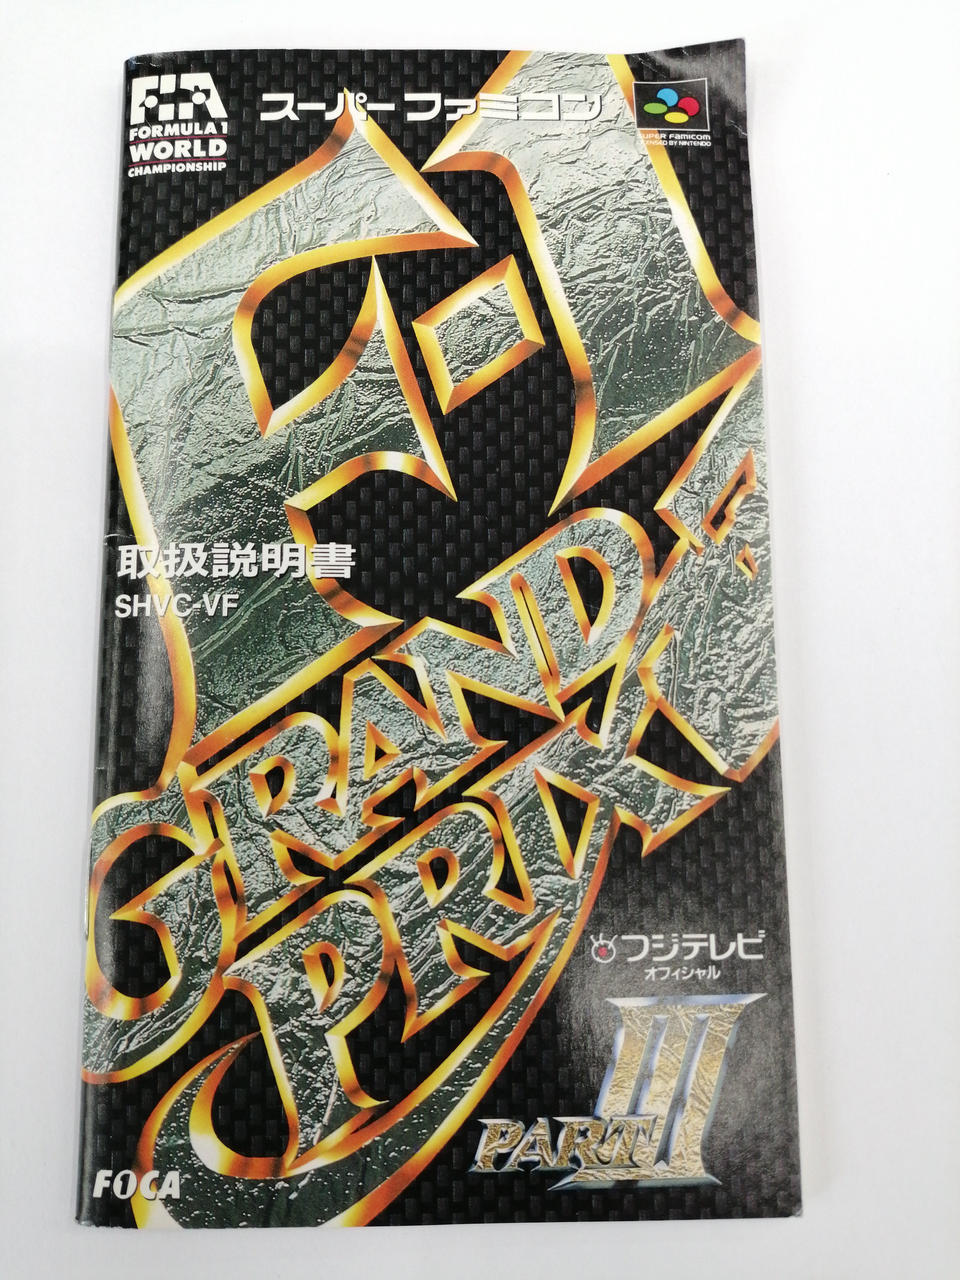 FIA
FORMULA 1
WORLD
CHAMPIONSHIP
スーパーファミコン
SUPER FAMICOM
LICENSED BY NINTENDO
F1
取扱説明書
SHVC-VF
GRAND
PRIX
フジテレビ
オフィシャル
PART III
FOCA